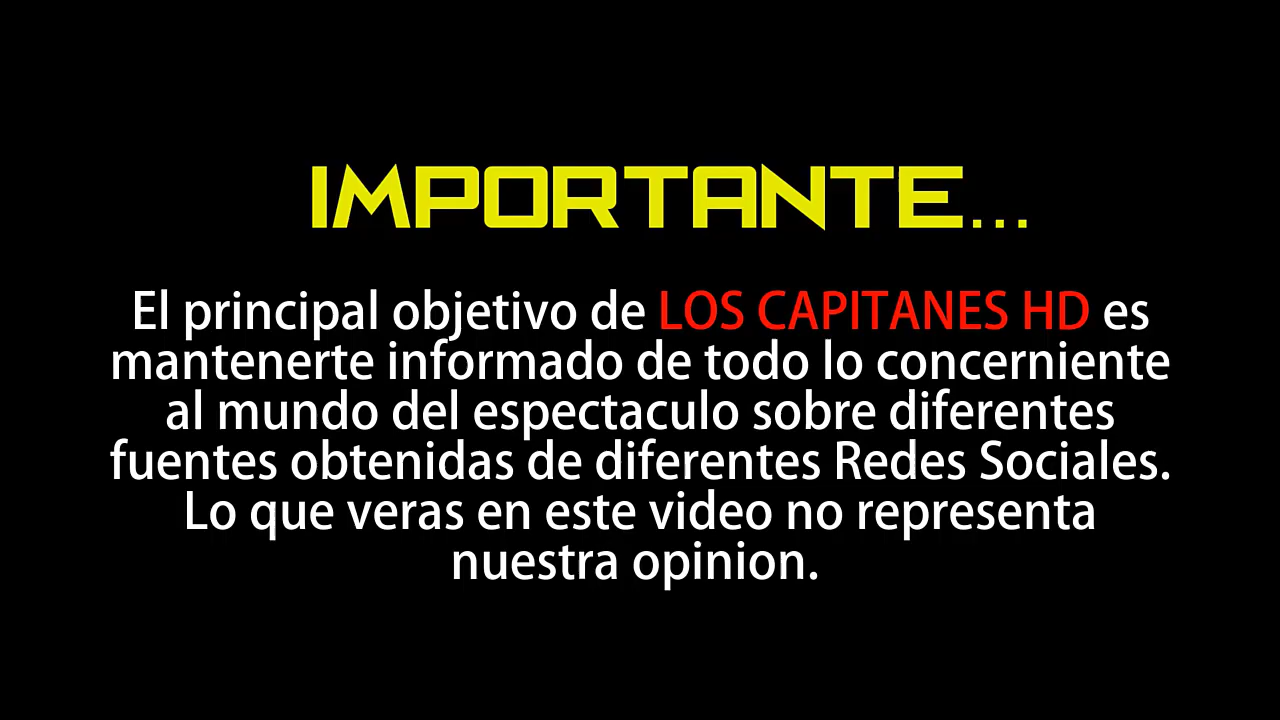 IMPORTANTE...
El principal objetivo de LOS CAPITANES HD es
mantenerte informado de todo lo concerniente
al mundo del espectaculo sobre diferentes
fuentes obtenidas de diferentes Redes Sociales.
Lo que veras en este video no representa
nuestra opinion.